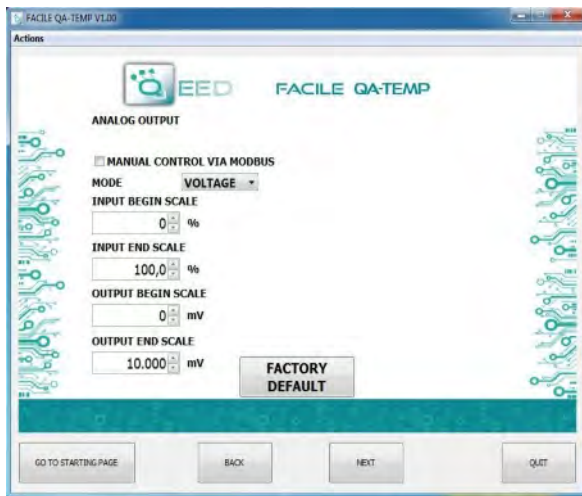 FACILE QA-TEMP V1.00
Actions
QEED FACILE QA-TEMP
ANALOG OUTPUT
MANUAL CONTROL VIA MODBUS
MODE VOLTAGE
INPUT BEGIN SCALE
0 %
INPUT END SCALE
100,0 %
OUTPUT BEGIN SCALE
0 mV
OUTPUT END SCALE
10.000 mV
FACTORY
DEFAULT
GO TO STARTING PAGE BACK NEXT QUIT